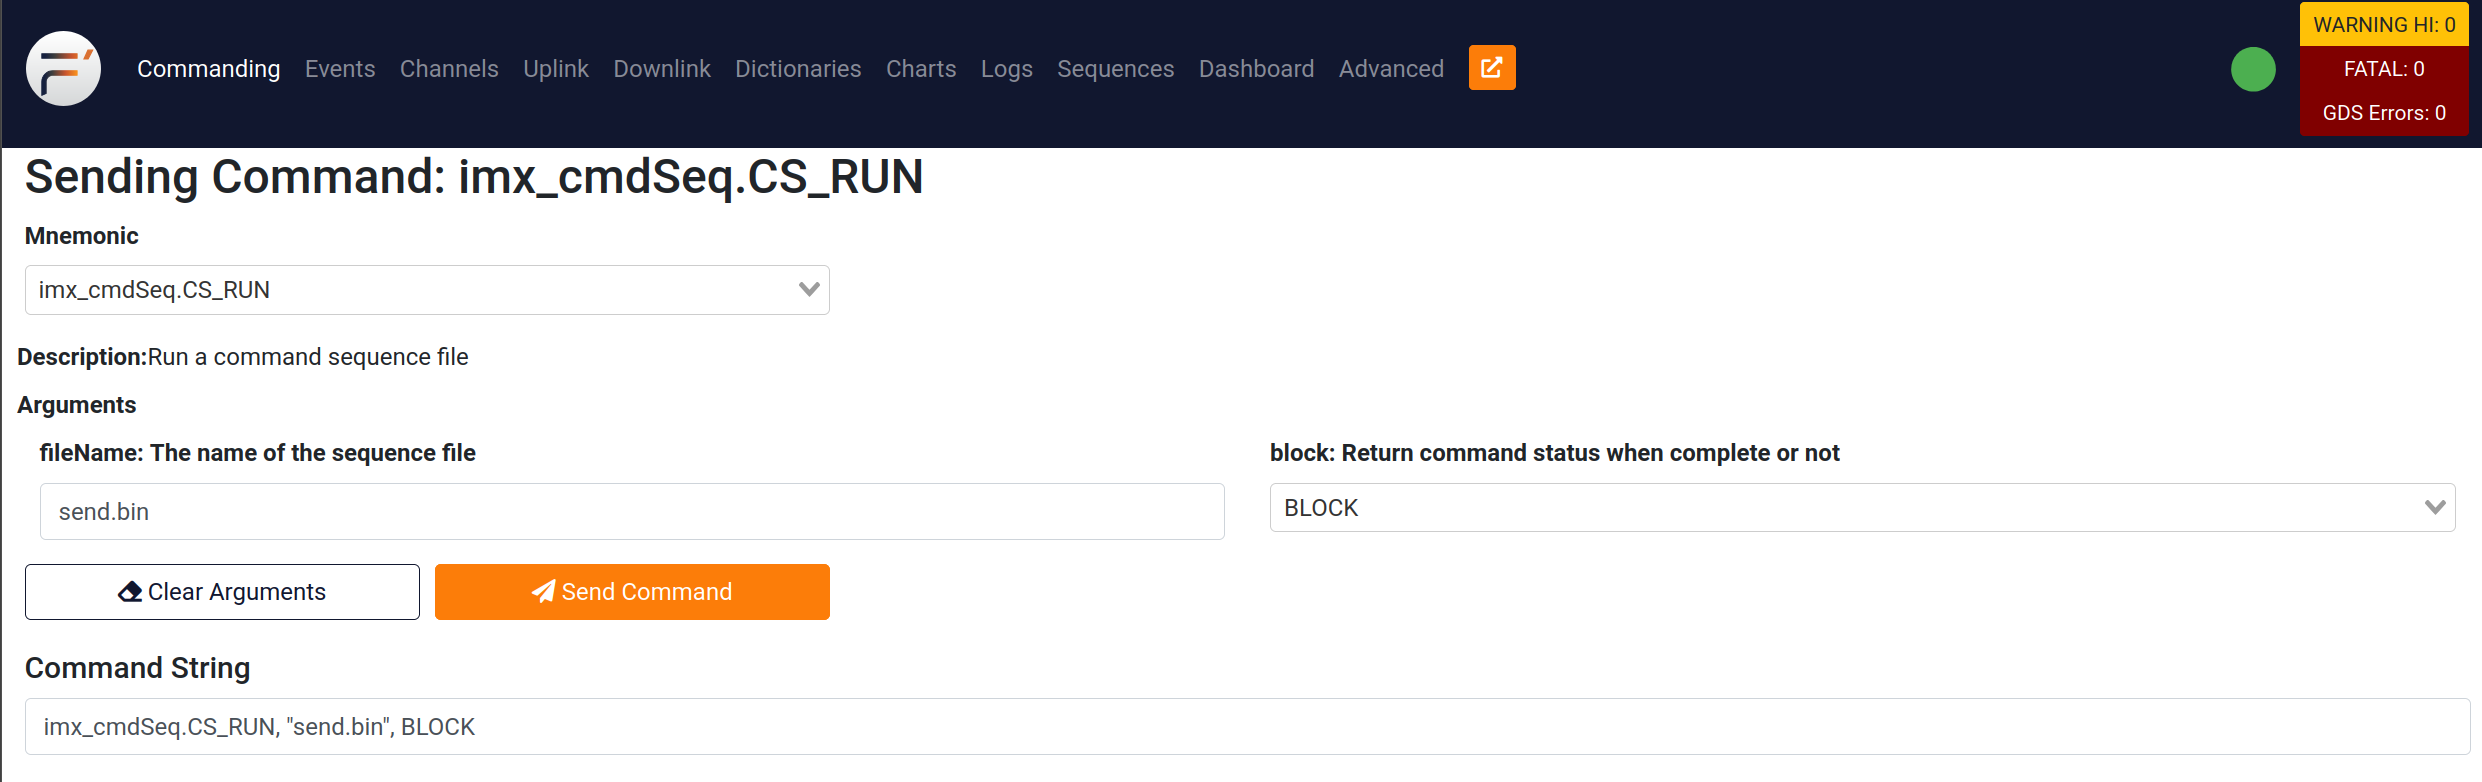 Commanding Events Channels Uplink Downlink Dictionaries Charts Logs Sequences Dashboard Advanced
WARNING HI: 0
FATAL: 0
GDS Errors: 0
Sending Command: imx_cmdSeq.CS_RUN
Mnemonic
imx_cmdSeq.CS_RUN
Description:Run a command sequence file
Arguments
fileName: The name of the sequence file
send.bin
block: Return command status when complete or not
BLOCK
Clear Arguments
Send Command
Command String
imx_cmdSeq.CS_RUN, "send.bin", BLOCK